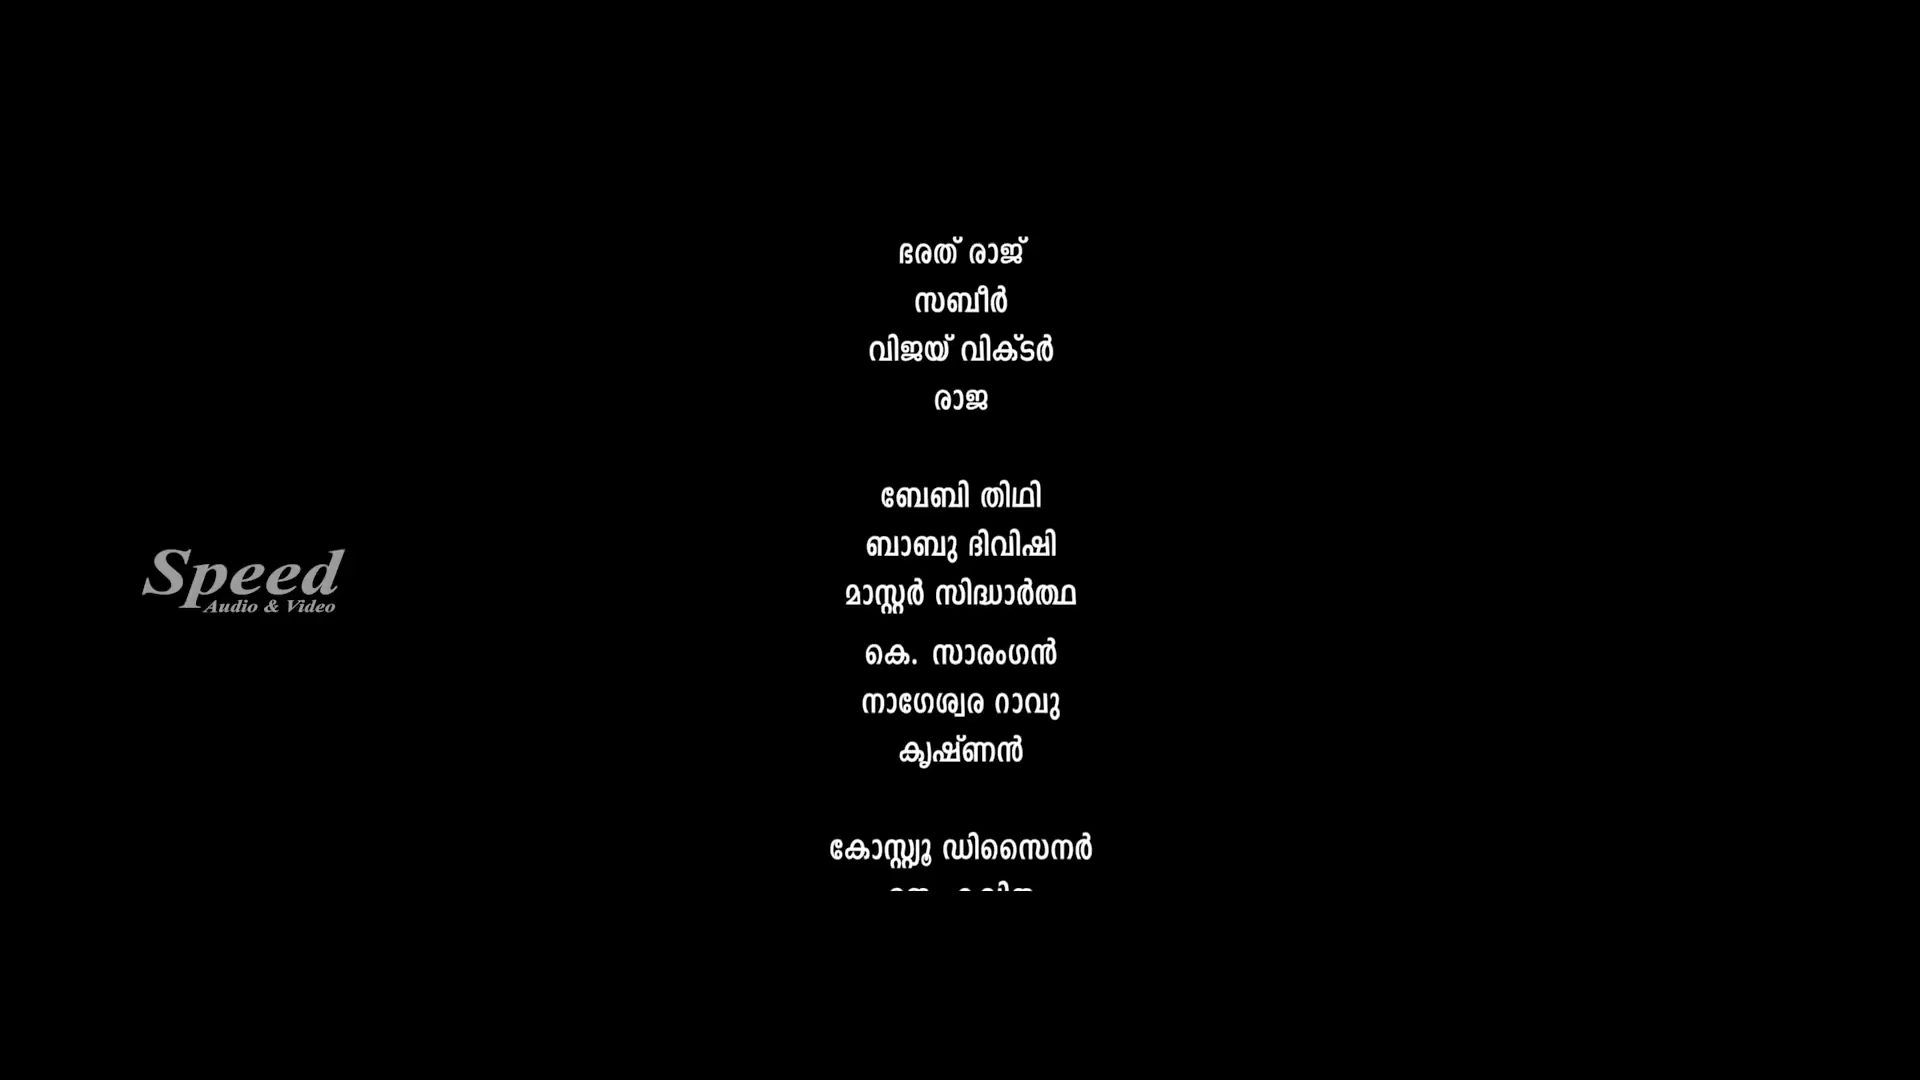 ഭരത് രാജ്
സബീർ
വിജയ് വിക്ടർ
രാജ
ബേബി തിഥി
ബാബു ദിവിഷി
മാസ്റ്റർ സിദ്ധാർത്ഥ
കെ. സാരംഗൻ
നാഗേശ്വര റാവു
കൃഷ്ണൻ
കോസ്റ്റ്യൂ ഡിസൈനർ
Speed
Audio & Video